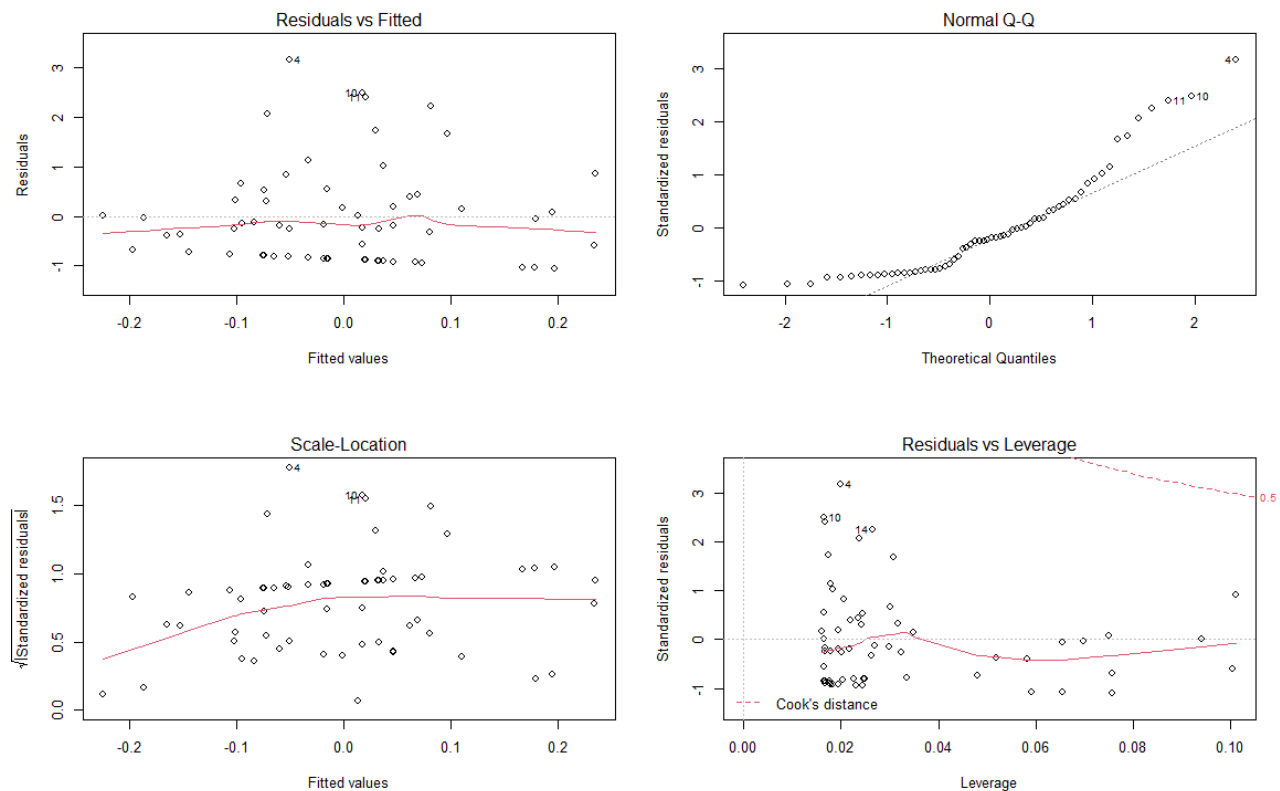 Residuals vs Fitted
Residuals
3
2
1
0
-1
4
10
11
-0.2 -0.1 0.0 0.1 0.2
Fitted values
Normal Q-Q
Standardized residuals
3
2
1
0
-1
4
11
10
-2 -1 0 1 2
Theoretical Quantiles
Scale-Location
√|Standardized residuals|
1.5
1.0
0.5
0.0
4
10
11
-0.2 -0.1 0.0 0.1 0.2
Fitted values
Residuals vs Leverage
Standardized residuals
3
2
1
0
-1
4
10
14
0.5
Cook's distance
0.00 0.02 0.04 0.06 0.08 0.10
Leverage